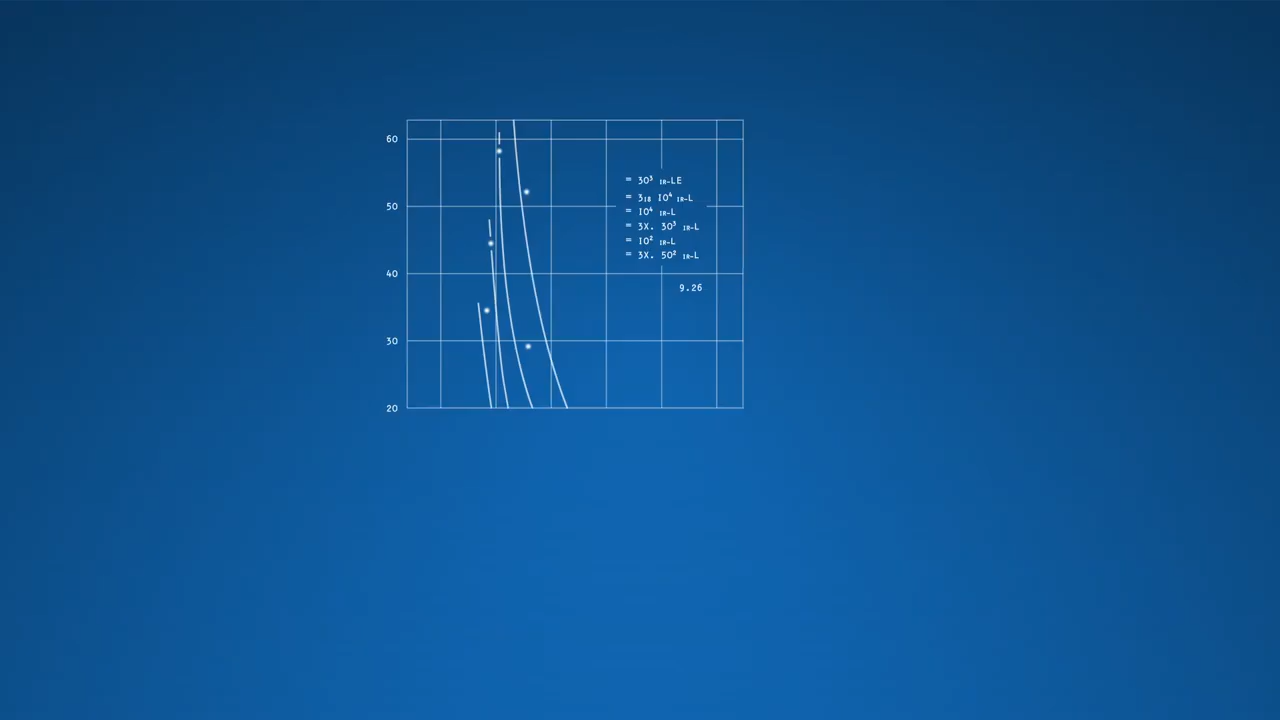 60
50
40
30
20
= 30³ IR-LE
= 3₁₈ 10⁴ IR-L
= 10⁴ IR-L
= 3X. 30³ IR-L
= 10² IR-L
= 3X. 50² IR-L
9.26